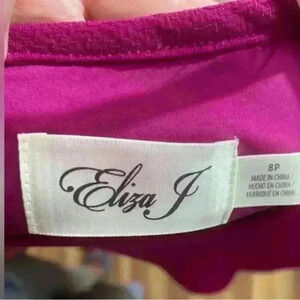 Eliza J
8P
MADE IN CHINA
HECHO EN CHINA
FABRIQUÉ EN CHINE